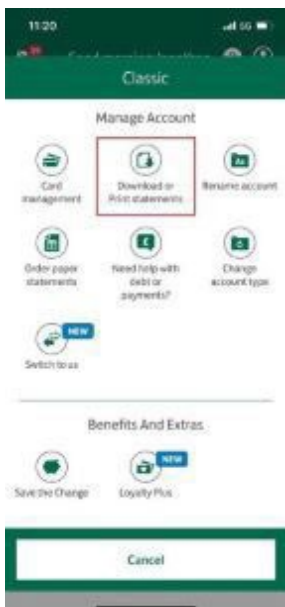 11:20
5G
Classic
Manage Account
Card
management
Download or
Print statements
Rename account
Aa
Order paper
statements
£
Need help with
debt or
payments?
Change
account type
NEW
Switch to us
Benefits And Extras
Save the Change
NEW
Loyalty Plus
Cancel